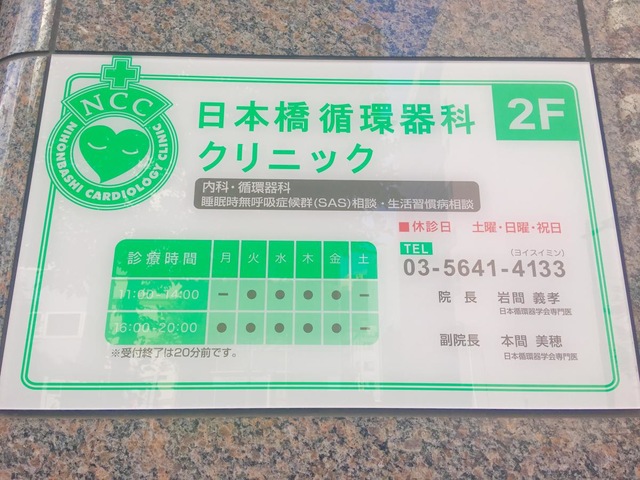 NCC
NIHONBASHI CARDIOLOGY CLINIC
日本橋循環器科
クリニック
2F
内科・循環器科
睡眠時無呼吸症候群(SAS)相談・生活習慣病相談
■休診日 土曜・日曜・祝日
TEL (ヨイスイミン)
03-5641-4133
診療時間 月 火 水 木 金 土
11:00-14:00 − ● ● ● ● −
16:00-20:00 ● ● ● ● ● −
※受付終了は20分前です。
院長 岩間 義孝
日本循環器学会専門医
副院長 本間 美穂
日本循環器学会専門医